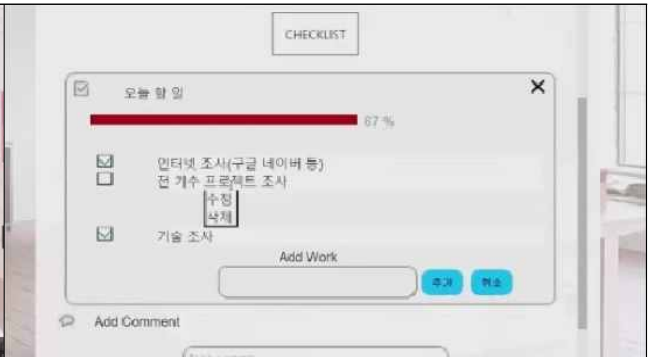 CHECKLIST
오늘 할 일
67 %
인터넷 조사(구글 네이버 등)
전 기수 프로젝트 조사
수정
삭제
기술 조사
Add Work
추가 취소
Add Comment